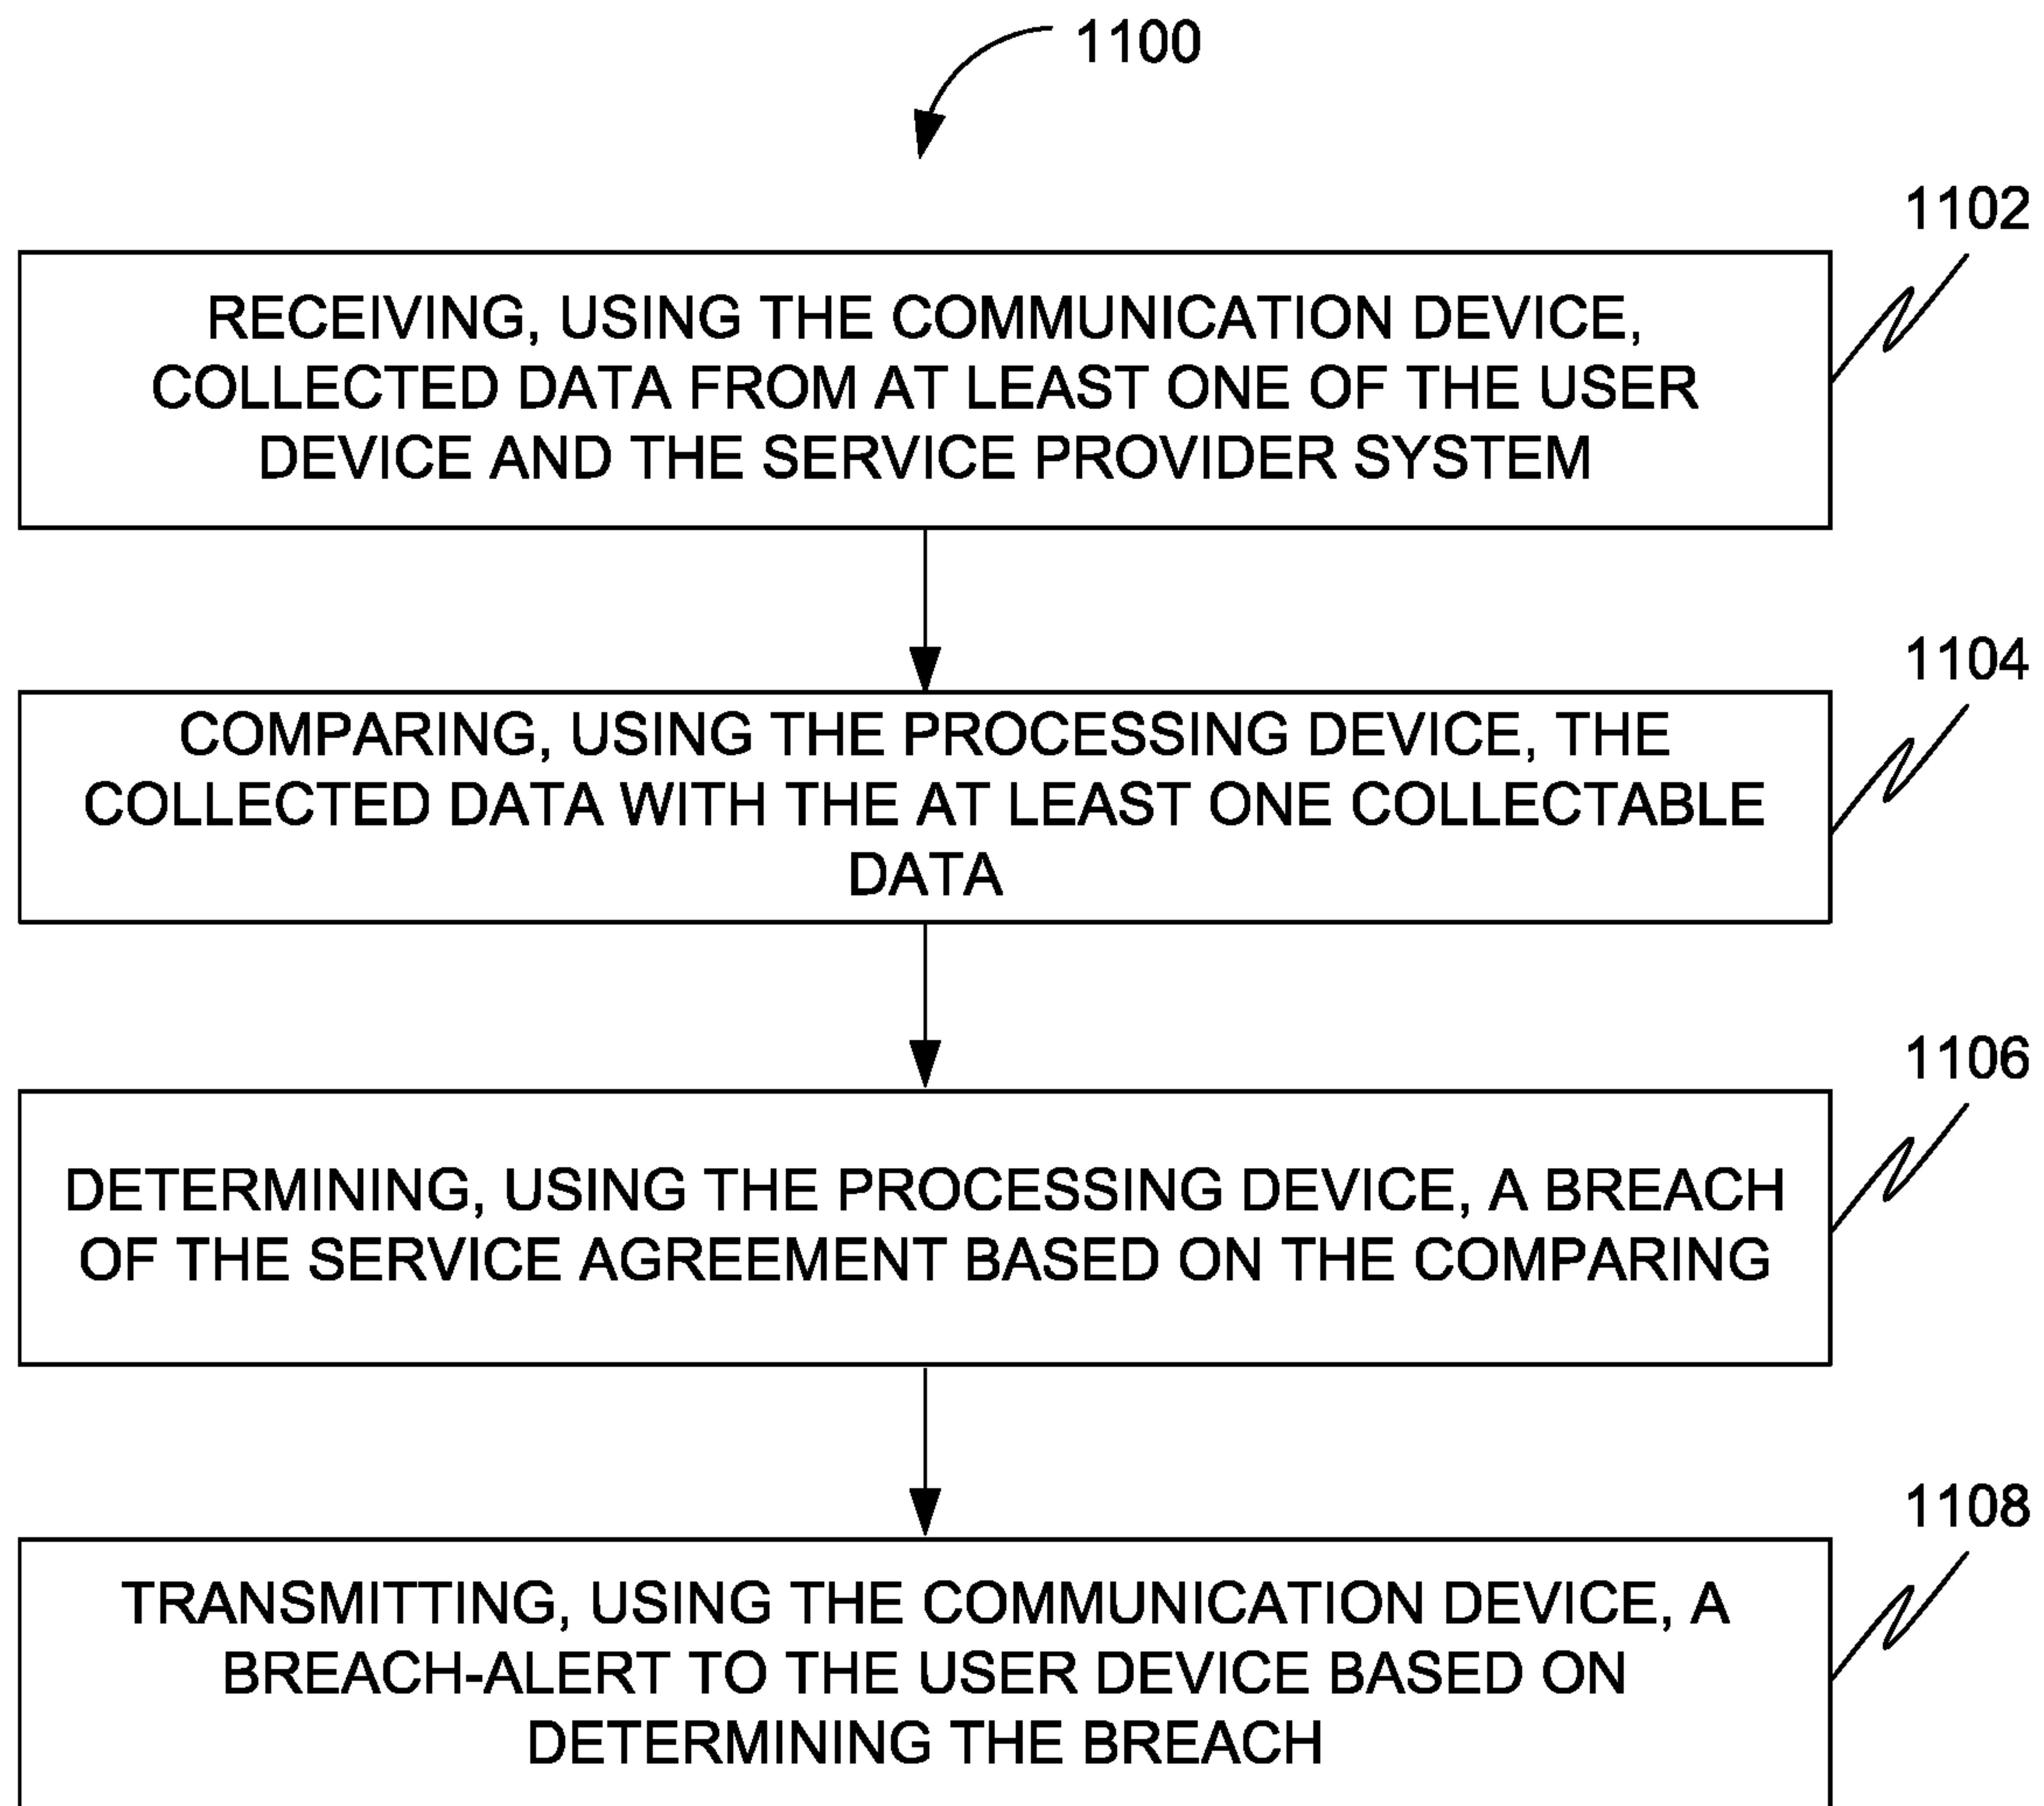 1100
1102
RECEIVING, USING THE COMMUNICATION DEVICE,
COLLECTED DATA FROM AT LEAST ONE OF THE USER
DEVICE AND THE SERVICE PROVIDER SYSTEM
1104
COMPARING, USING THE PROCESSING DEVICE, THE
COLLECTED DATA WITH THE AT LEAST ONE COLLECTABLE
DATA
1106
DETERMINING, USING THE PROCESSING DEVICE, A BREACH
OF THE SERVICE AGREEMENT BASED ON THE COMPARING
1108
TRANSMITTING, USING THE COMMUNICATION DEVICE, A
BREACH-ALERT TO THE USER DEVICE BASED ON
DETERMINING THE BREACH